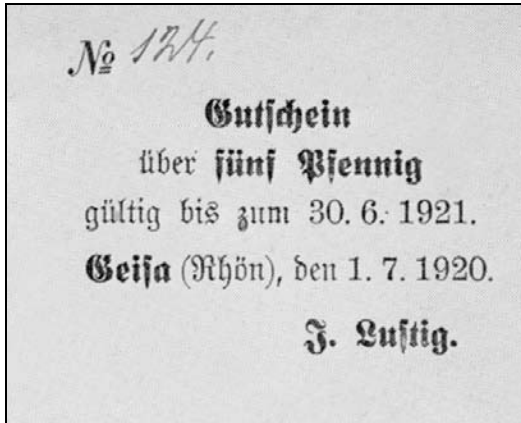 № 124.
Gutschein
über fünf Pfennig
gültig bis zum 30. 6. 1921.
Geisa (Rhön), den 1. 7. 1920.
J. Lustig.